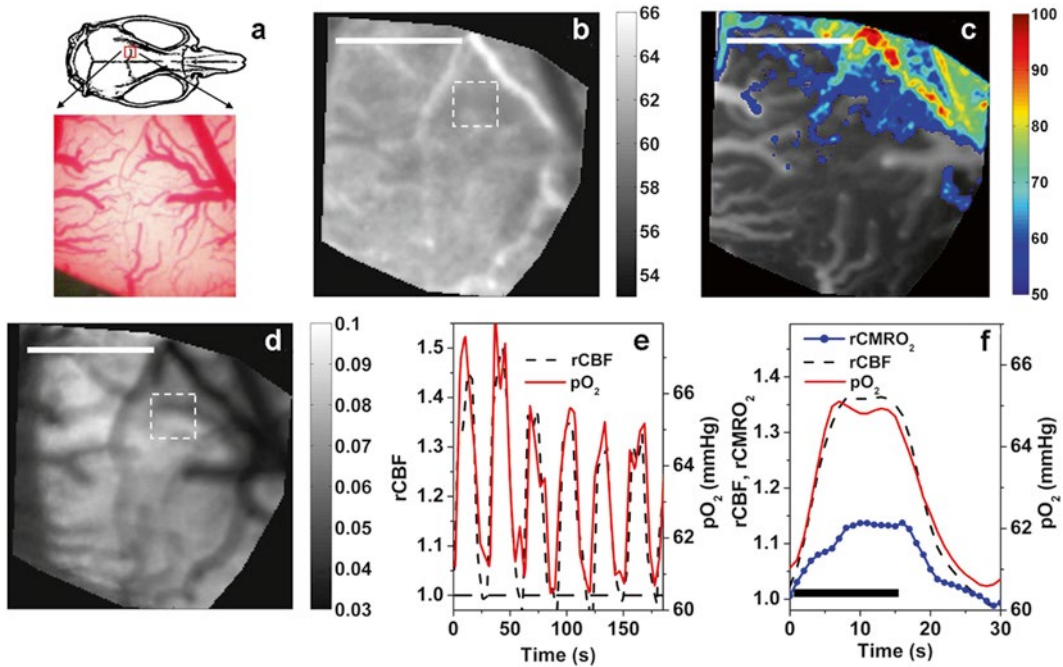 a
b
66
64
62
60
58
56
54
c
100
90
80
70
60
50
d
0.1
0.09
0.08
0.07
0.06
0.05
0.04
0.03
e
rCBF
pO2
1.5
1.4
1.3
1.2
1.1
1.0
rCBF
66
64
62
60
pO2 (mmHg)
0 50 100 150
Time (s)
f
rCMRO2
rCBF
pO2
1.4
1.3
1.2
1.1
1.0
rCBF, rCMRO2
66
64
62
60
pO2 (mmHg)
0 10 20 30
Time (s)